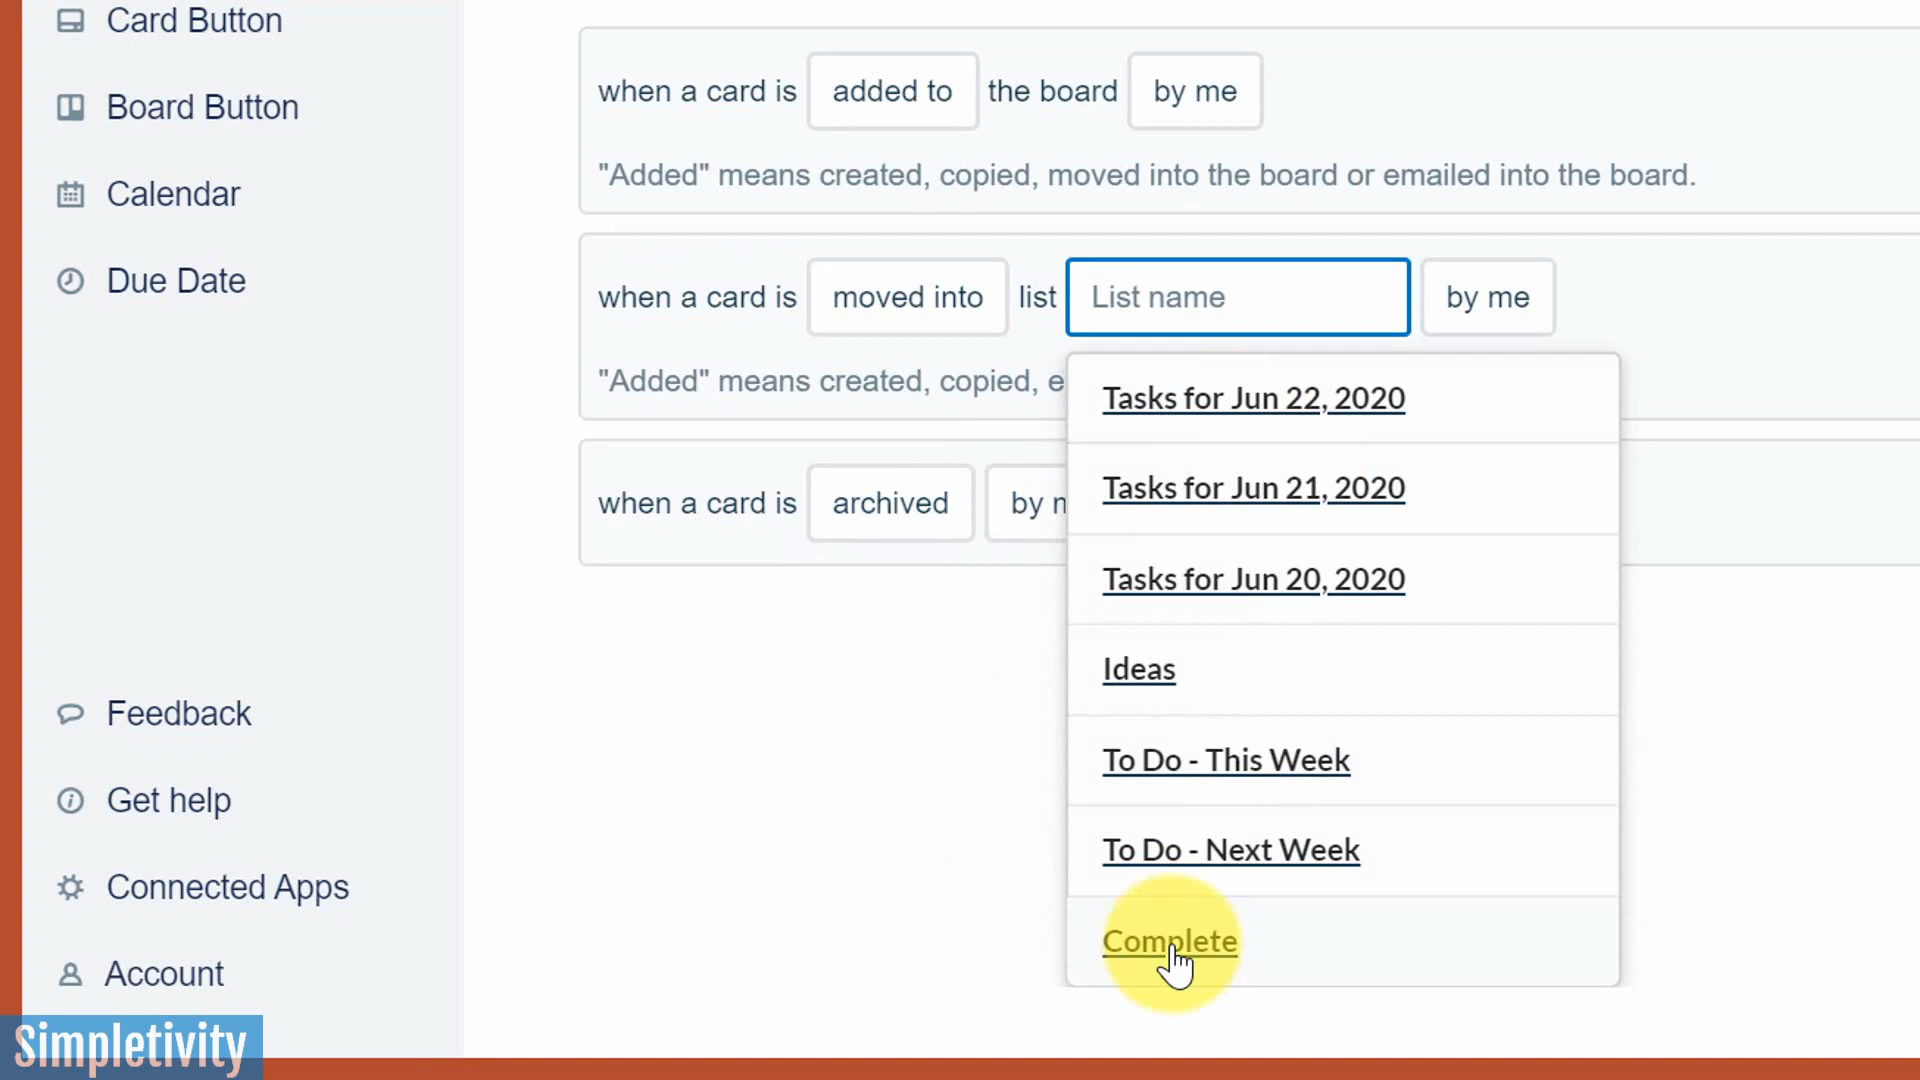 Card Button
Board Button
Calendar
Due Date
Feedback
Get help
Connected Apps
Account
when a card is added to the board by me
"Added" means created, copied, moved into the board or emailed into the board.
when a card is moved into list List name by me
"Added" means created, copied, e
when a card is archived by m
Tasks for Jun 22, 2020
Tasks for Jun 21, 2020
Tasks for Jun 20, 2020
Ideas
To Do - This Week
To Do - Next Week
Complete
Simpletivity